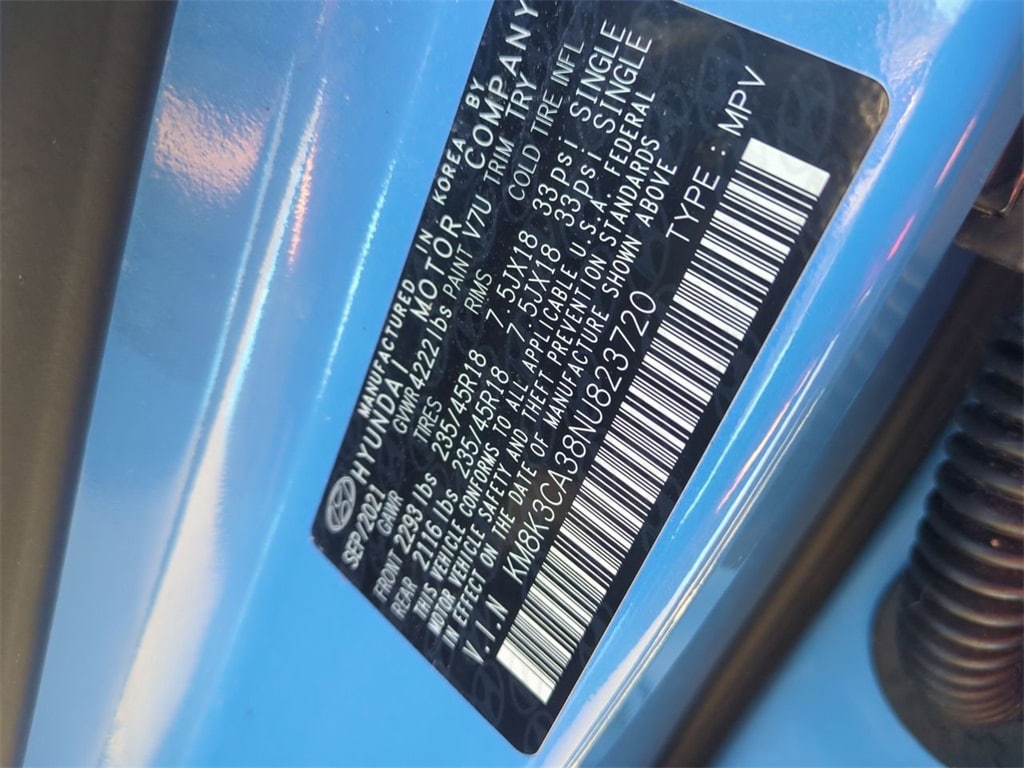 MANUFACTURED IN KOREA BY
HYUNDAI MOTOR COMPANY
SEP/2021 GVWR 4222 lbs PAINT V7U TRIM TRY
GAWR TIRES RIMS COLD TIRE INFL
FRONT 2293 lbs 235/45R18 7.5JX18 33psi SINGLE
REAR 2116 lbs 235/45R18 7.5JX18 33psi SINGLE
THIS VEHICLE CONFORMS TO ALL APPLICABLE U.S.A. FEDERAL
MOTOR VEHICLE SAFETY AND THEFT PREVENTION STANDARDS
IN EFFECT ON THE DATE OF MANUFACTURE SHOWN ABOVE
V.I.N KM8K3CA38NU823720 TYPE : MPV